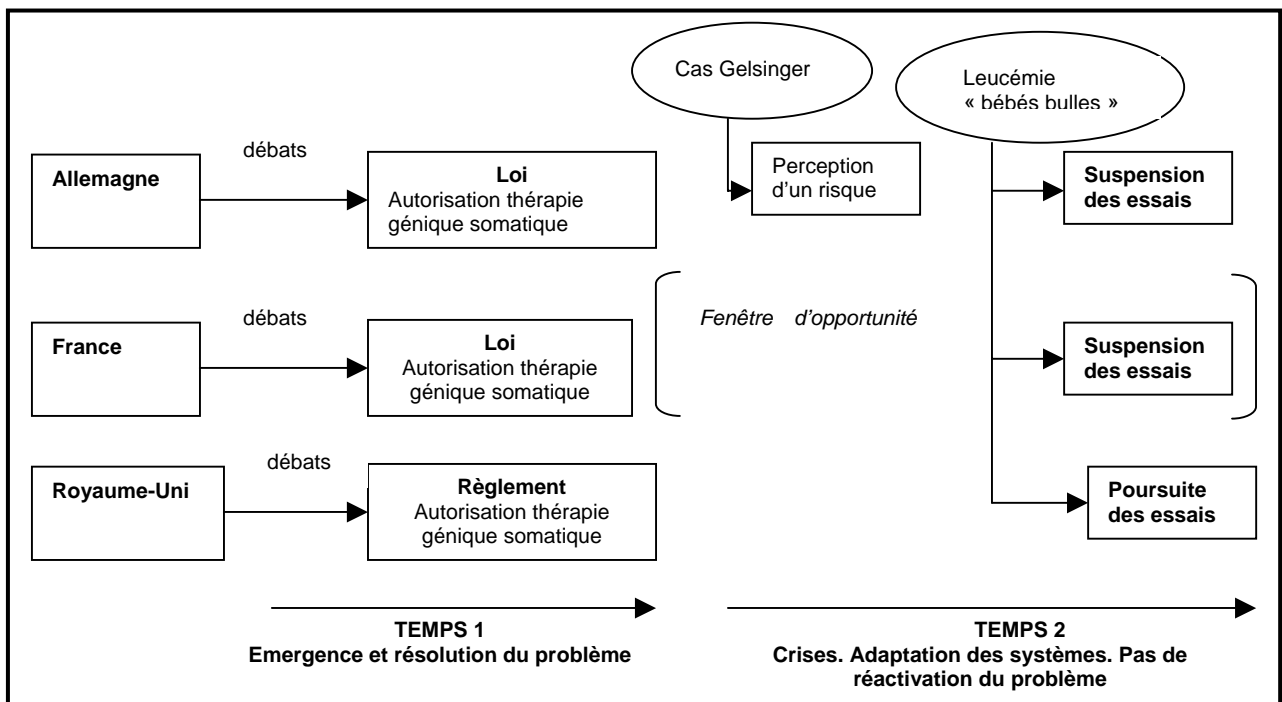 Cas Gelsinger
Leucémie
« bébés bulles »
débats
Allemagne
Loi
Autorisation thérapie
génique somatique
Perception
d'un risque
Suspension
des essais
débats
France
Loi
Autorisation thérapie
génique somatique
Fenêtre d'opportunité
Suspension
des essais
débats
Royaume-Uni
Règlement
Autorisation thérapie
génique somatique
Poursuite
des essais
TEMPS 1
Emergence et résolution du problème
TEMPS 2
Crises. Adaptation des systèmes. Pas de
réactivation du problème